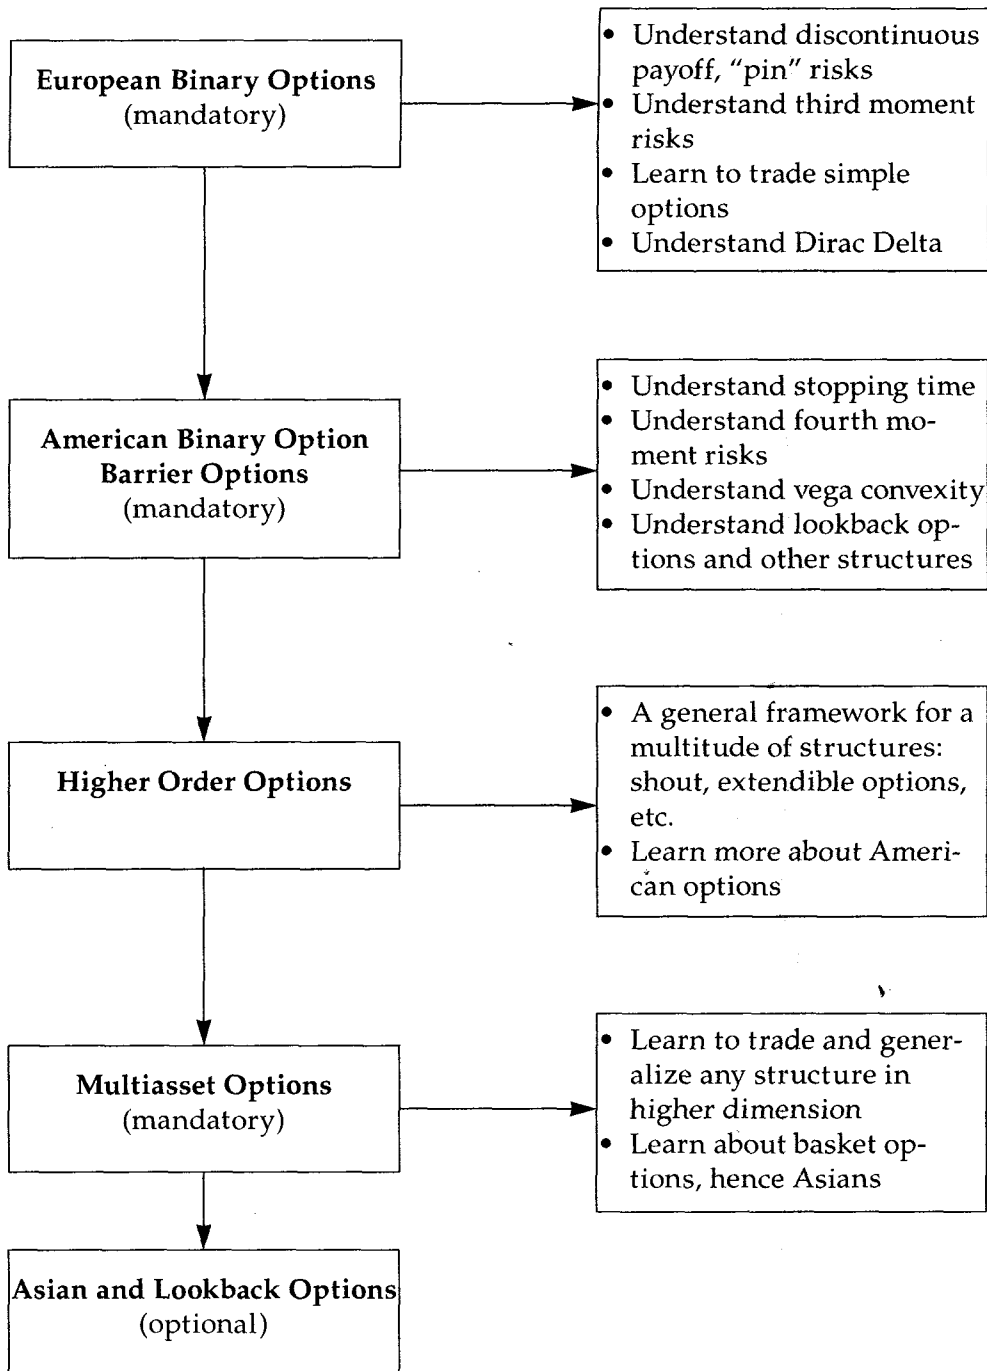 European Binary Options
(mandatory)
• Understand discontinuous
payoff, “pin” risks
• Understand third moment
risks
• Learn to trade simple
options
• Understand Dirac Delta
American Binary Option
Barrier Options
(mandatory)
• Understand stopping time
• Understand fourth mo-
ment risks
• Understand vega convexity
• Understand lookback op-
tions and other structures
Higher Order Options
• A general framework for a
multitude of structures:
shout, extendible options,
etc.
• Learn more about Ameri-
can options
Multiasset Options
(mandatory)
• Learn to trade and gener-
alize any structure in
higher dimension
• Learn about basket op-
tions, hence Asians
Asian and Lookback Options
(optional)